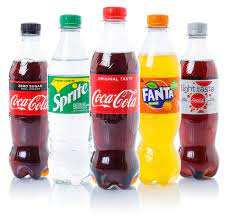 ZERO SUGAR
Coca-Cola
Sprite
ORIGINAL TASTE
Coca-Cola
FANTA
light taste
Coca-Cola